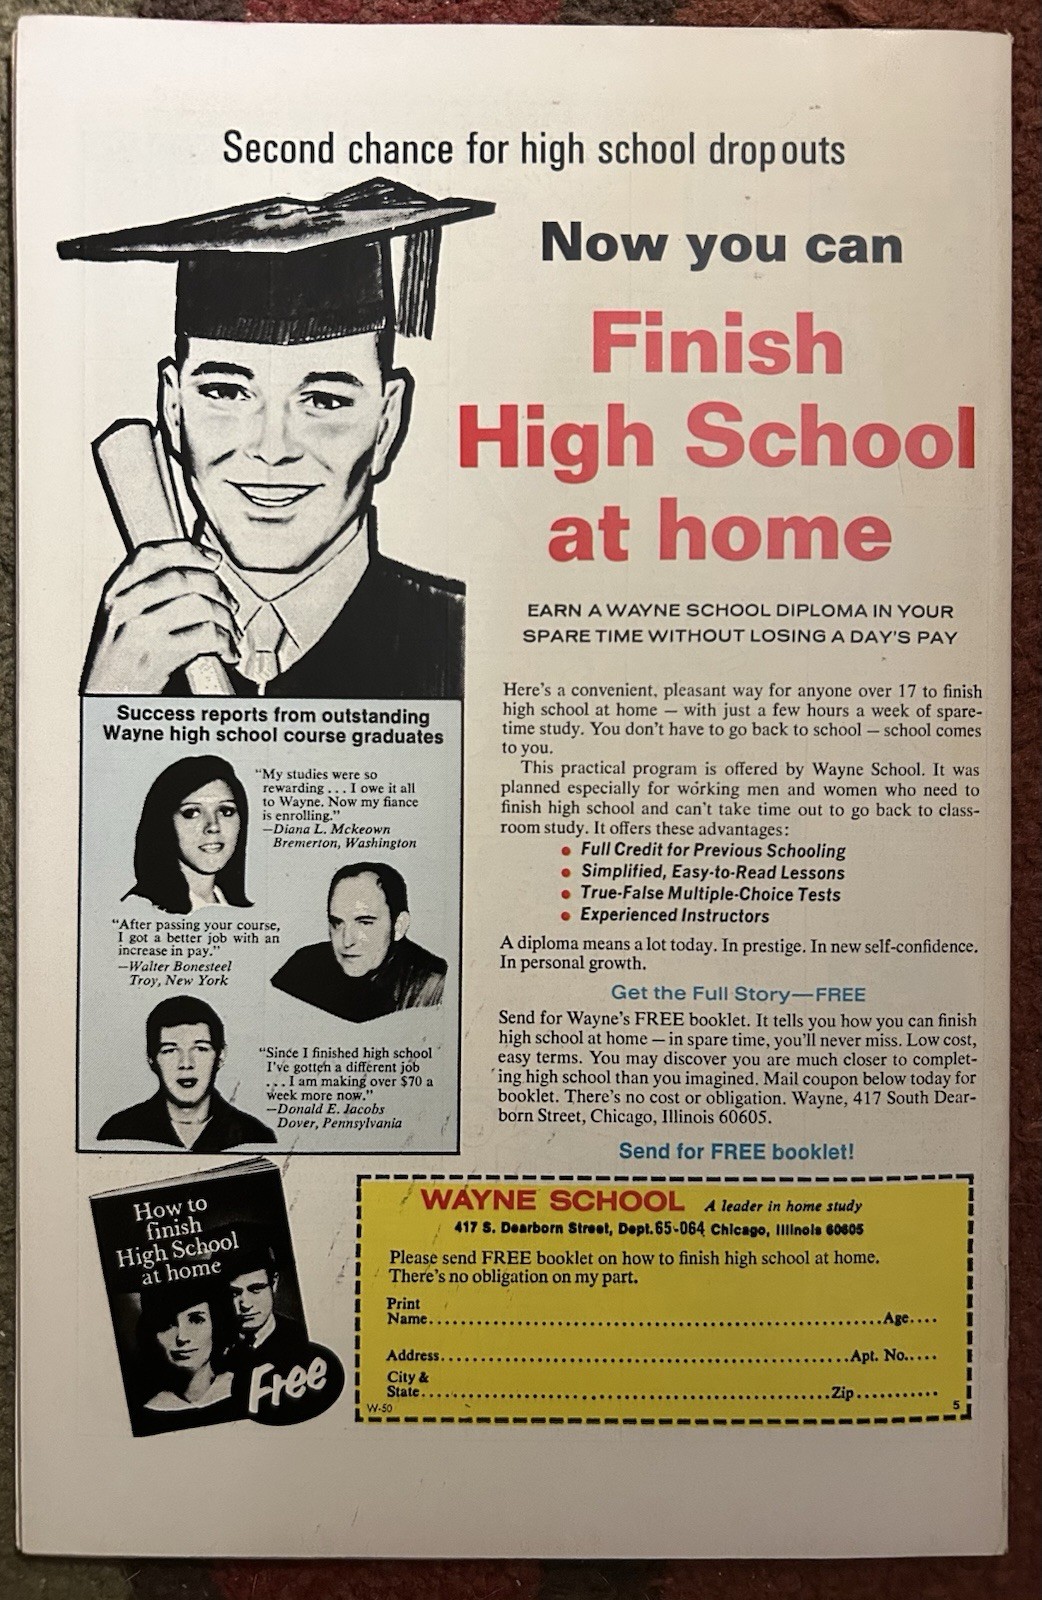 Second chance for high school dropouts
Now you can
Finish
High School
at home
EARN A WAYNE SCHOOL DIPLOMA IN YOUR
SPARE TIME WITHOUT LOSING A DAY'S PAY
Here's a convenient, pleasant way for anyone over 17 to finish
high school at home — with just a few hours a week of spare-
time study. You don't have to go back to school — school comes
to you.
This practical program is offered by Wayne School. It was
planned especially for working men and women who need to
finish high school and can't take time out to go back to class-
room study. It offers these advantages:
• Full Credit for Previous Schooling
• Simplified, Easy-to-Read Lessons
• True-False Multiple-Choice Tests
• Experienced Instructors
A diploma means a lot today. In prestige. In new self-confidence.
In personal growth.
Get the Full Story—FREE
Send for Wayne's FREE booklet. It tells you how you can finish
high school at home — in spare time, you'll never miss. Low cost,
easy terms. You may discover you are much closer to complet-
ing high school than you imagined. Mail coupon below today for
booklet. There's no cost or obligation. Wayne, 417 South Dear-
born Street, Chicago, Illinois 60605.
Send for FREE booklet!
Success reports from outstanding
Wayne high school course graduates
"My studies were so
rewarding . . . I owe it all
to Wayne. Now my fiance
is enrolling."
—Diana L. Mckeown
Bremerton, Washington
"After passing your course,
I got a better job with an
increase in pay."
—Walter Bonesteel
Troy, New York
"Since I finished high school
I've gotten a different job
. . . I am making over $70 a
week more now."
—Donald E. Jacobs
Dover, Pennsylvania
How to
finish
High School
at home
Free
WAYNE SCHOOL A leader in home study
417 S. Dearborn Street, Dept. 65-064 Chicago, Illinois 60605
Please send FREE booklet on how to finish high school at home.
There's no obligation on my part.
Print
Name..........Age....
Address..........Apt. No.....
City &
State..........Zip..........
W-50 5